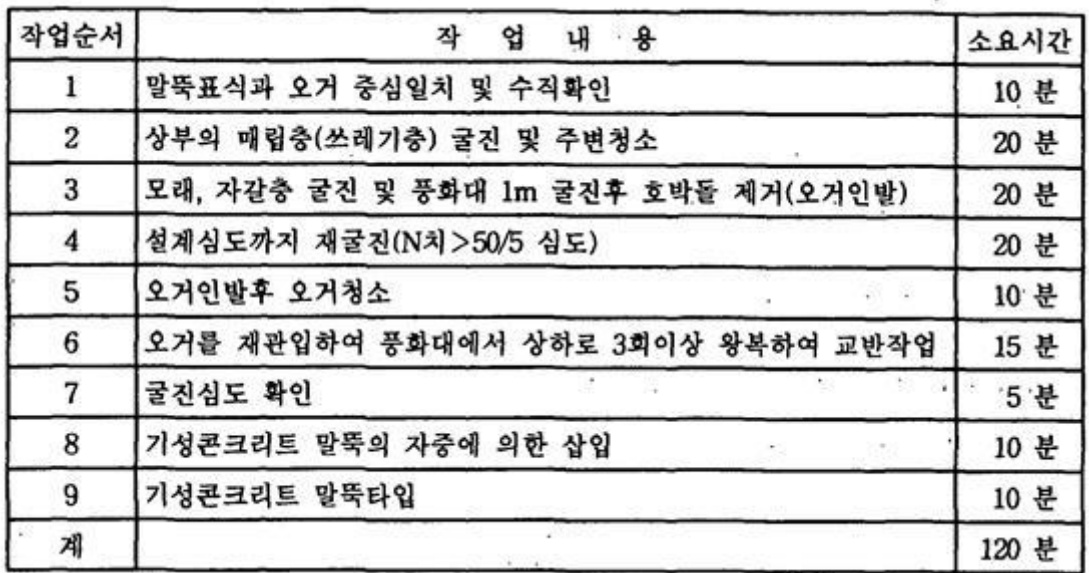 작업순서 작 업 내 용 소요시간
1 말뚝표식과 오거 중심일치 및 수직확인 10 분
2 상부의 매립층(쓰레기층) 굴진 및 주변청소 20 분
3 모래, 자갈층 굴진 및 풍화대 1m 굴진후 호박돌 제거(오거인발) 20 분
4 설계심도까지 재굴진(N치>50/5 심도) 20 분
5 오거인발후 오거청소 10 분
6 오거를 재관입하여 풍화대에서 상하로 3회이상 왕복하여 교반작업 15 분
7 굴진심도 확인 5 분
8 기성콘크리트 말뚝의 자중에 의한 삽입 10 분
9 기성콘크리트 말뚝타입 10 분
계 120 분